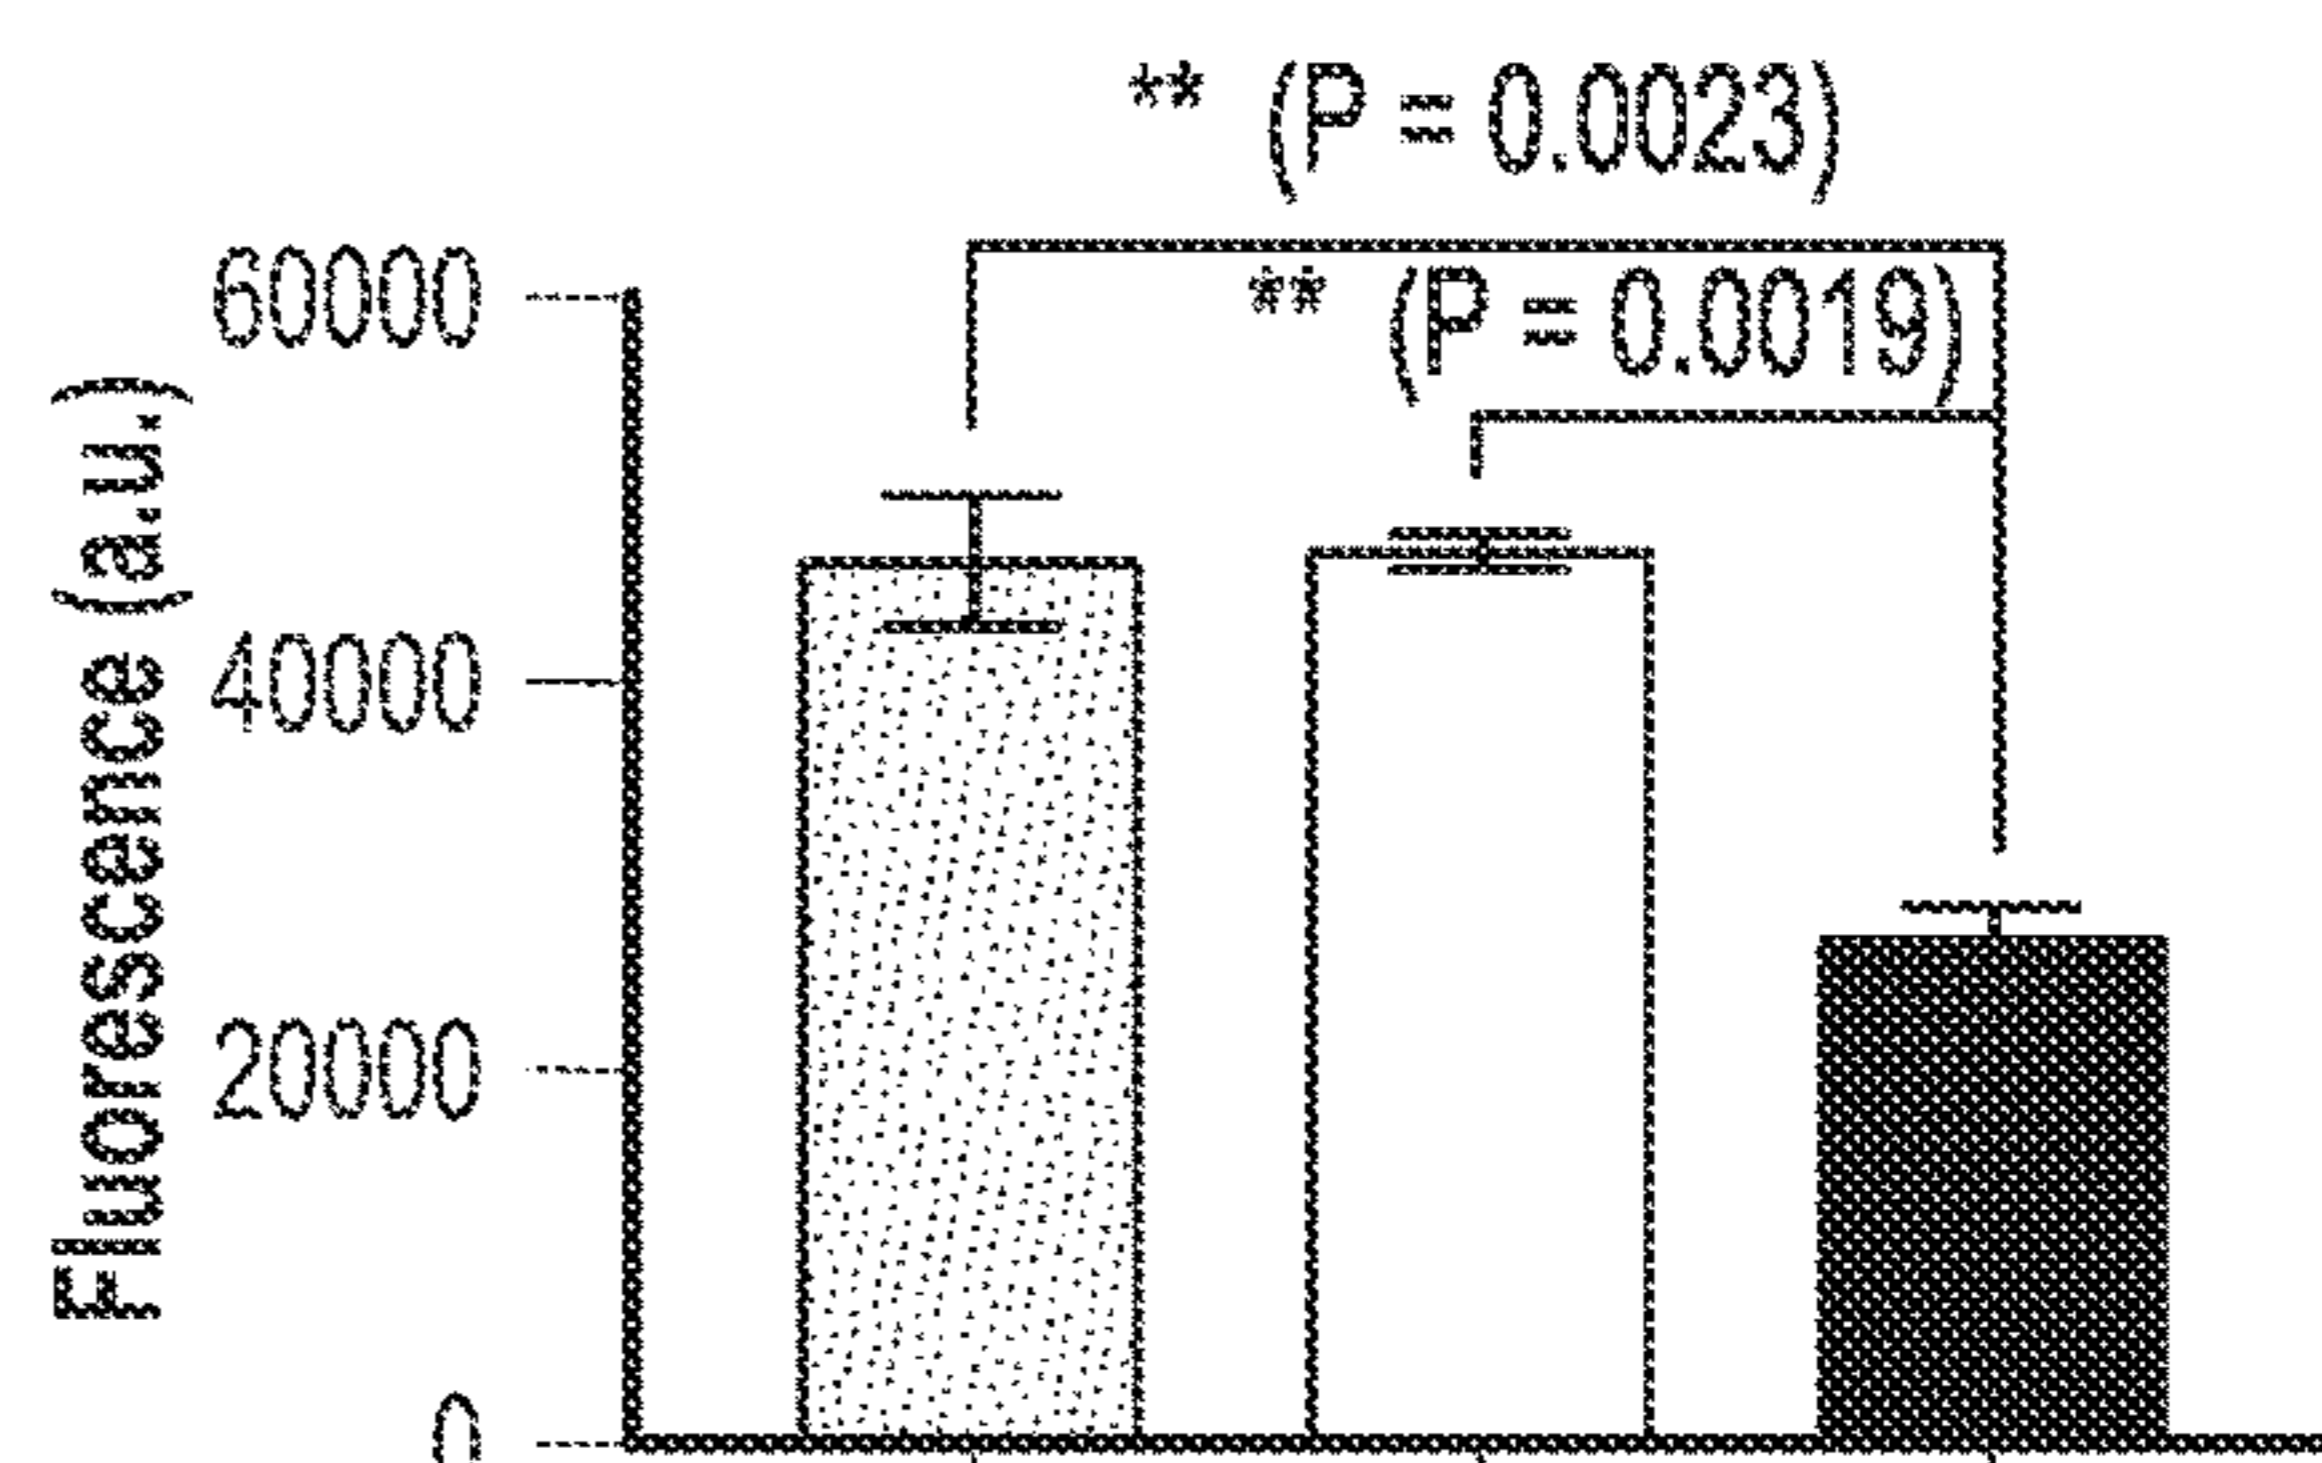 ** (P = 0.0023)
** (P = 0.0019)
60000
40000
20000
0
Fluorescence (a.u.)